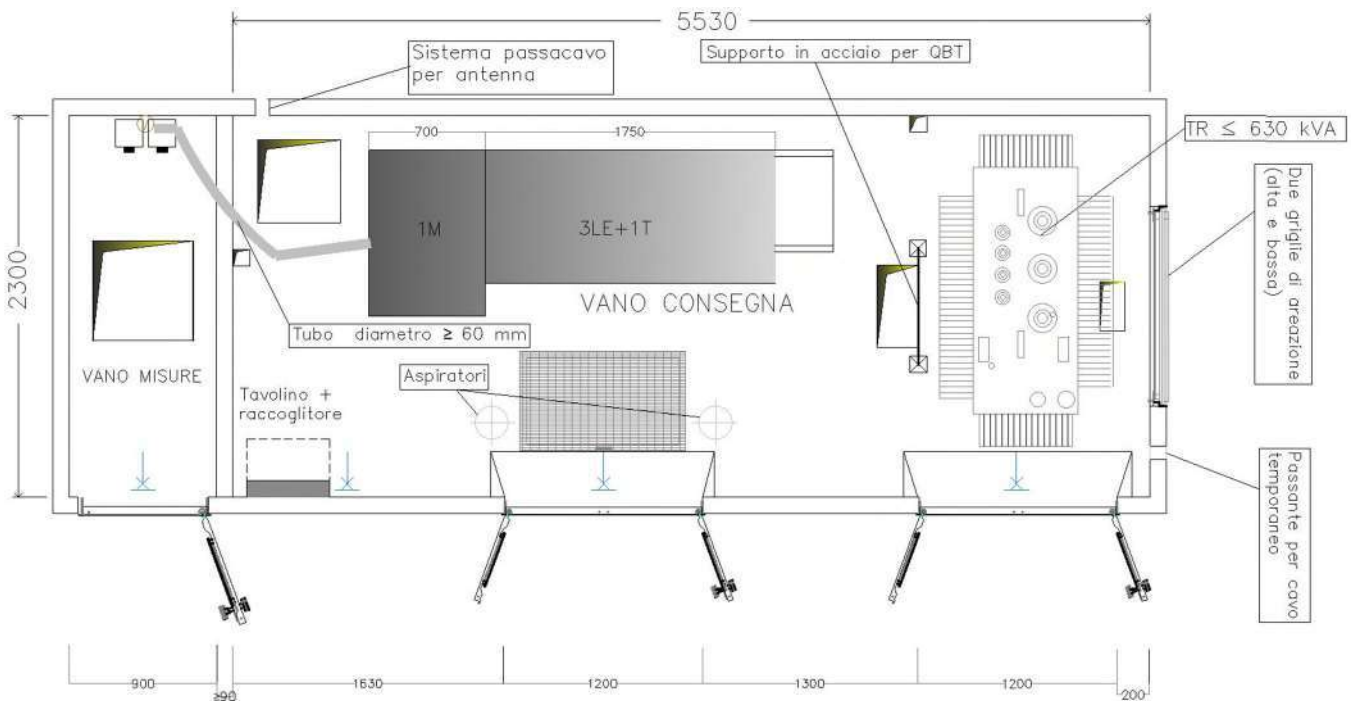 5530
Sistema passacavo
per antenna
Supporto in acciaio per QBT
TR ≤ 630 kVA
700
1750
1M
3LE+1T
2300
VANO CONSEGNA
Due griglie di areazione
(alta e bassa)
Tubo diametro ≥ 60 mm
VANO MISURE
Aspiratori
Tavolino +
raccoglitore
Passante per cavo
temporaneo
900
≥90
1630
1200
1300
1200
200